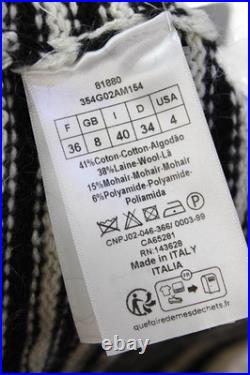 81880
354G02AM154
F GB I D USA
36 8 40 34 4
41%Coton-Cotton-Algodão
38%Laine-Wool-Lã
15%Mohair-Mohair-Mohair
6%Polyamide-Polyamide-
Poliamida
CNPJ02-046-366/ 0003-99
CA65281
RN:143628
MADE IN ITALY
ITALIA
FR
quefairedemesdechets.fr